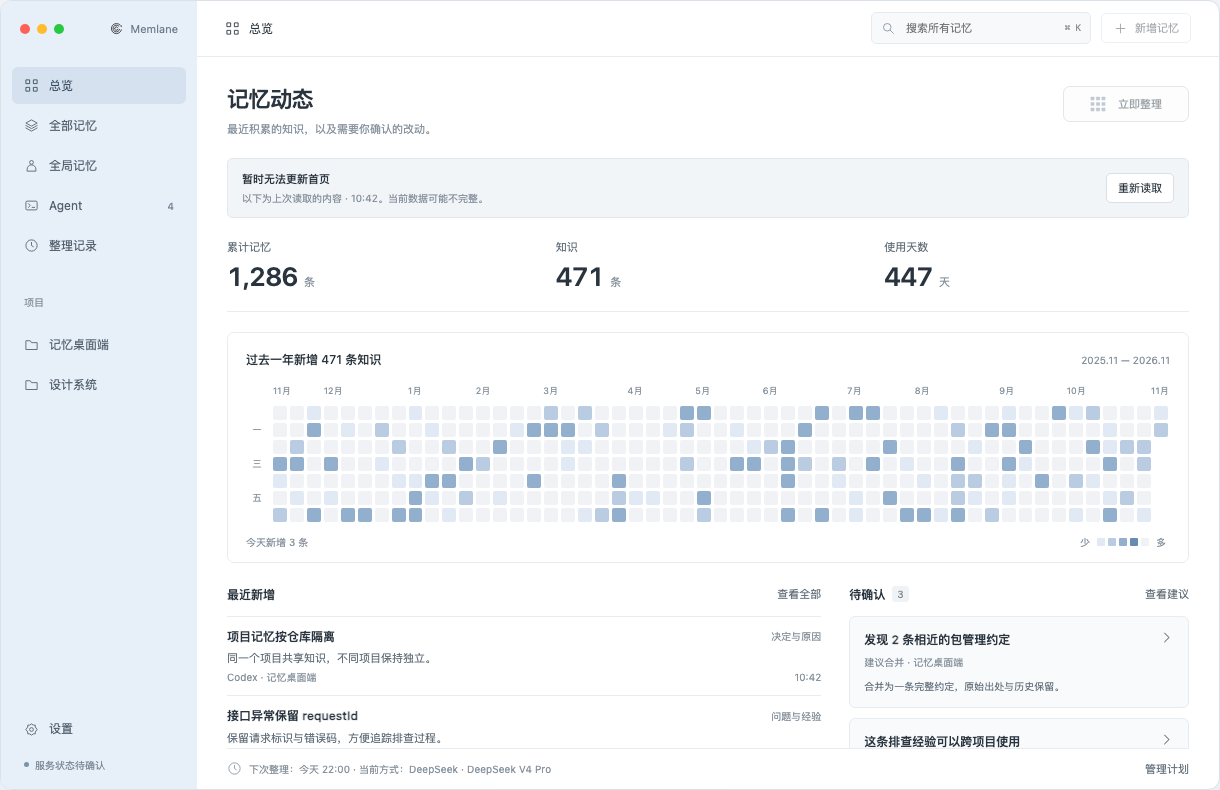 Memlane
总览
全部记忆
全局记忆
Agent 4
整理记录
项目
记忆桌面端
设计系统
设置
服务状态待确认
总览
搜索所有记忆 ⌘ K
新增记忆
记忆动态
最近积累的知识，以及需要你确认的改动。
立即整理
暂时无法更新首页
以下为上次读取的内容 · 10:42。当前数据可能不完整。
重新读取
累计记忆
1,286 条
知识
471 条
使用天数
447 天
过去一年新增 471 条知识
2025.11 — 2026.11
11月 12月 1月 2月 3月 4月 5月 6月 7月 8月 9月 10月 11月
一
三
五
今天新增 3 条
少 多
最近新增
查看全部
项目记忆按仓库隔离
决定与原因
同一个项目共享知识，不同项目保持独立。
Codex · 记忆桌面端
10:42
接口异常保留 requestId
问题与经验
保留请求标识与错误码，方便追踪排查过程。
待确认 3
查看建议
发现 2 条相近的包管理约定
建议合并 · 记忆桌面端
合并为一条完整约定，原始出处与历史保留。
这条排查经验可以跨项目使用
下次整理：今天 22:00 · 当前方式：DeepSeek · DeepSeek V4 Pro
管理计划